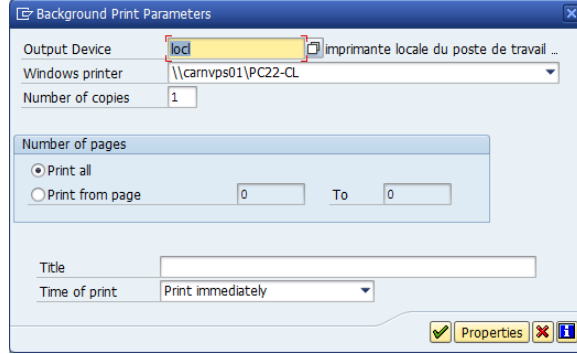 Background Print Parameters
Output Device locl imprimante locale du poste de travail ...
Windows printer \\carnvps01\PC22-CL
Number of copies 1
Number of pages
Print all
Print from page 0 To 0
Title
Time of print Print immediately
Properties